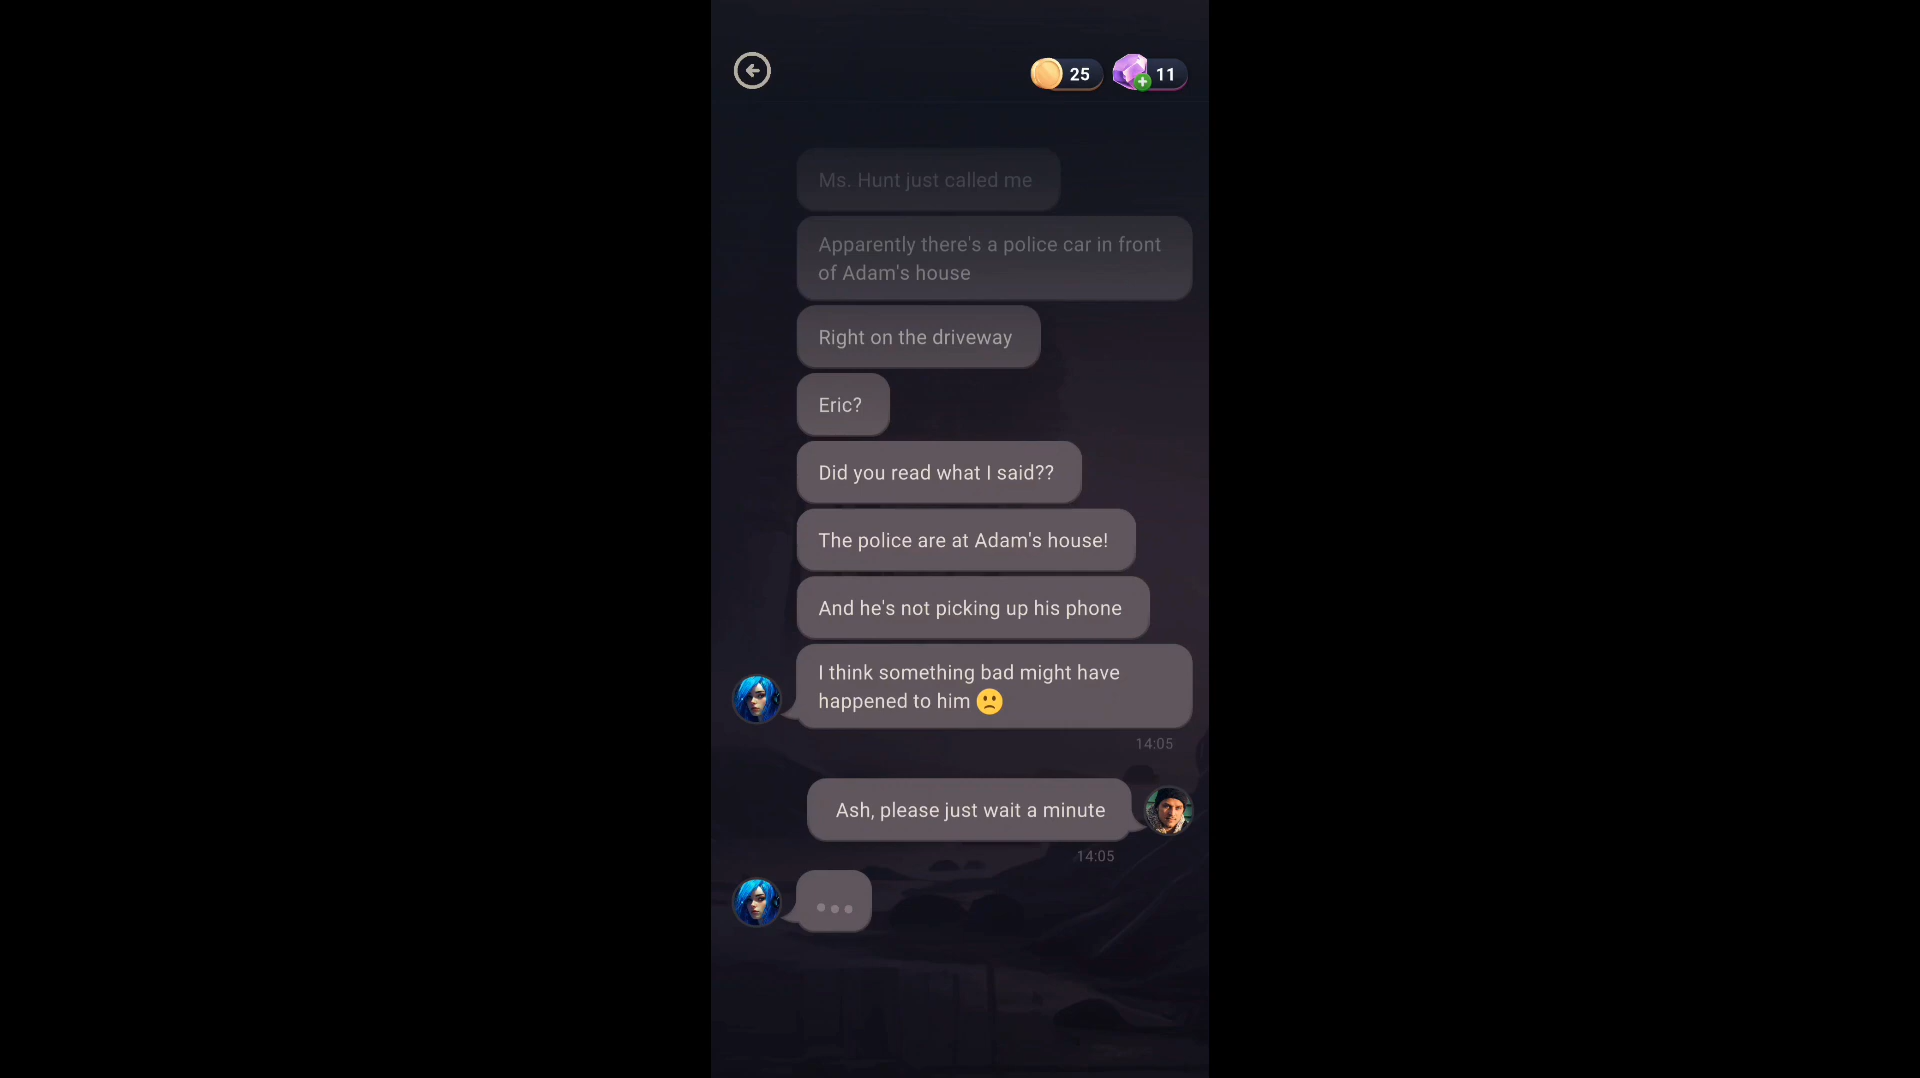 25
11
Ms. Hunt just called me
Apparently there's a police car in front
of Adam's house
Right on the driveway
Eric?
Did you read what I said??
The police are at Adam's house!
And he's not picking up his phone
I think something bad might have
happened to him 🙁
14:05
Ash, please just wait a minute
14:05